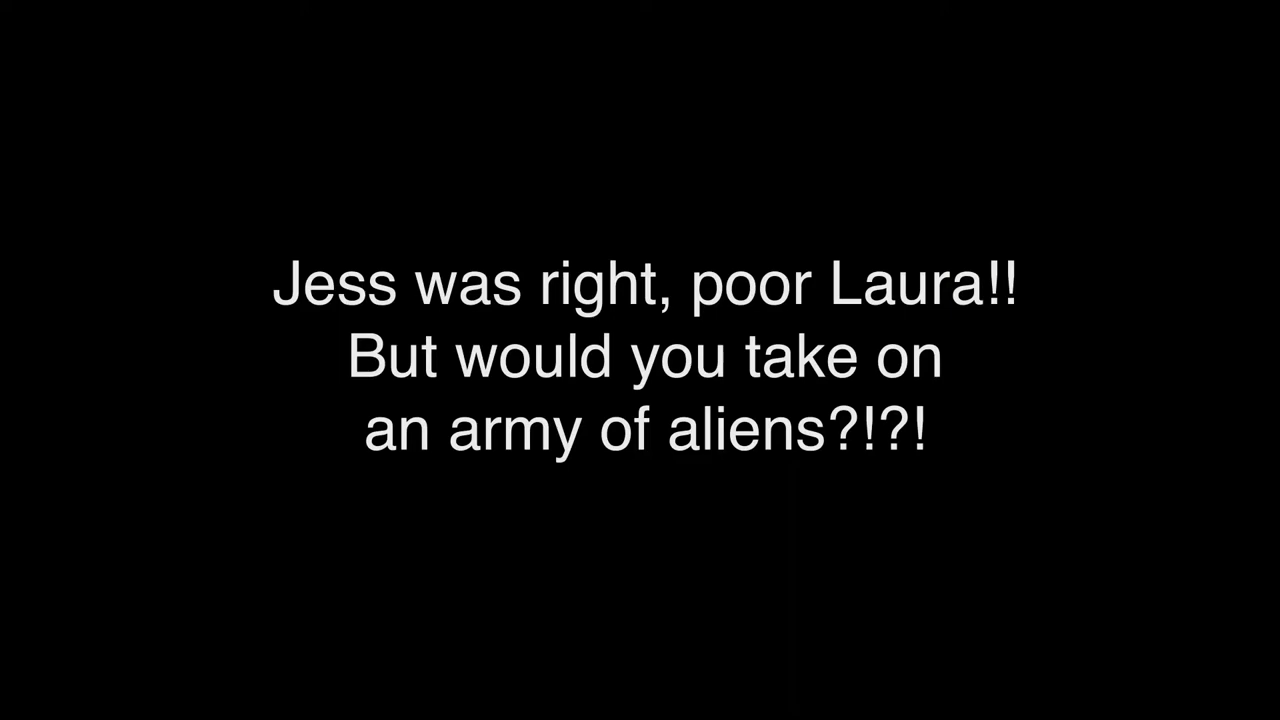 Jess was right, poor Laura!!
But would you take on
an army of aliens?!?!